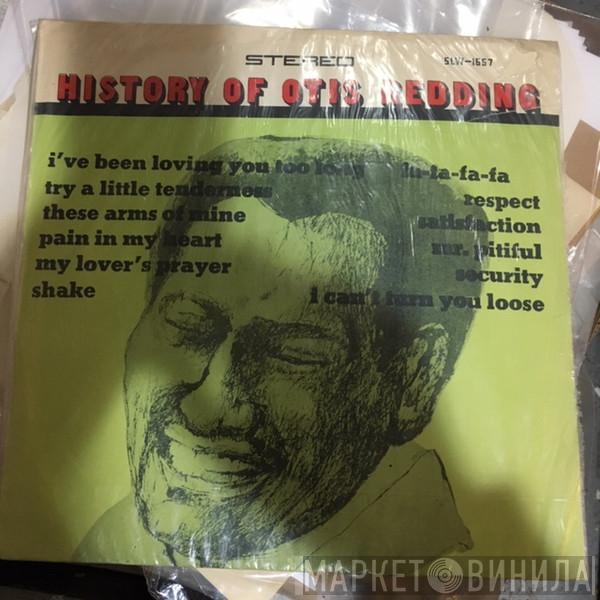 STEREO
SLW-1557
HISTORY OF OTIS REDDING
i've been loving you too long
try a little tenderness
these arms of mine
pain in my heart
my lover's prayer
shake
fa-fa-fa-fa
respect
satisfaction
mr. pitiful
security
i can't turn you loose
МАРКЕТ ВИНИЛА